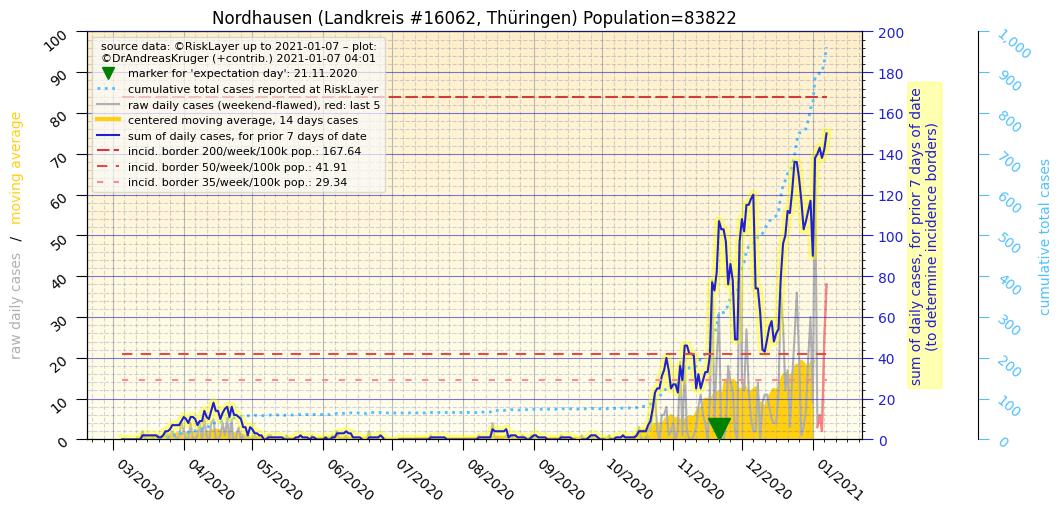 Nordhausen (Landkreis #16062, Thüringen) Population=83822
source data: ©RiskLayer up to 2021-01-07 – plot:
©DrAndreasKruger (+contrib.) 2021-01-07 04:01
marker for 'expectation day': 21.11.2020
cumulative total cases reported at RiskLayer
raw daily cases (weekend-flawed), red: last 5
centered moving average, 14 days cases
sum of daily cases, for prior 7 days of date
incid. border 200/week/100k pop.: 167.64
incid. border 50/week/100k pop.: 41.91
incid. border 35/week/100k pop.: 29.34
raw daily cases / moving average
100
90
80
70
60
50
40
30
20
10
0
03/2020
04/2020
05/2020
06/2020
07/2020
08/2020
09/2020
10/2020
11/2020
12/2020
01/2021
200
180
160
140
120
100
80
60
40
20
0
sum of daily cases, for prior 7 days of date
(to determine incidence borders)
1,000
900
800
700
600
500
400
300
200
100
0
cumulative total cases